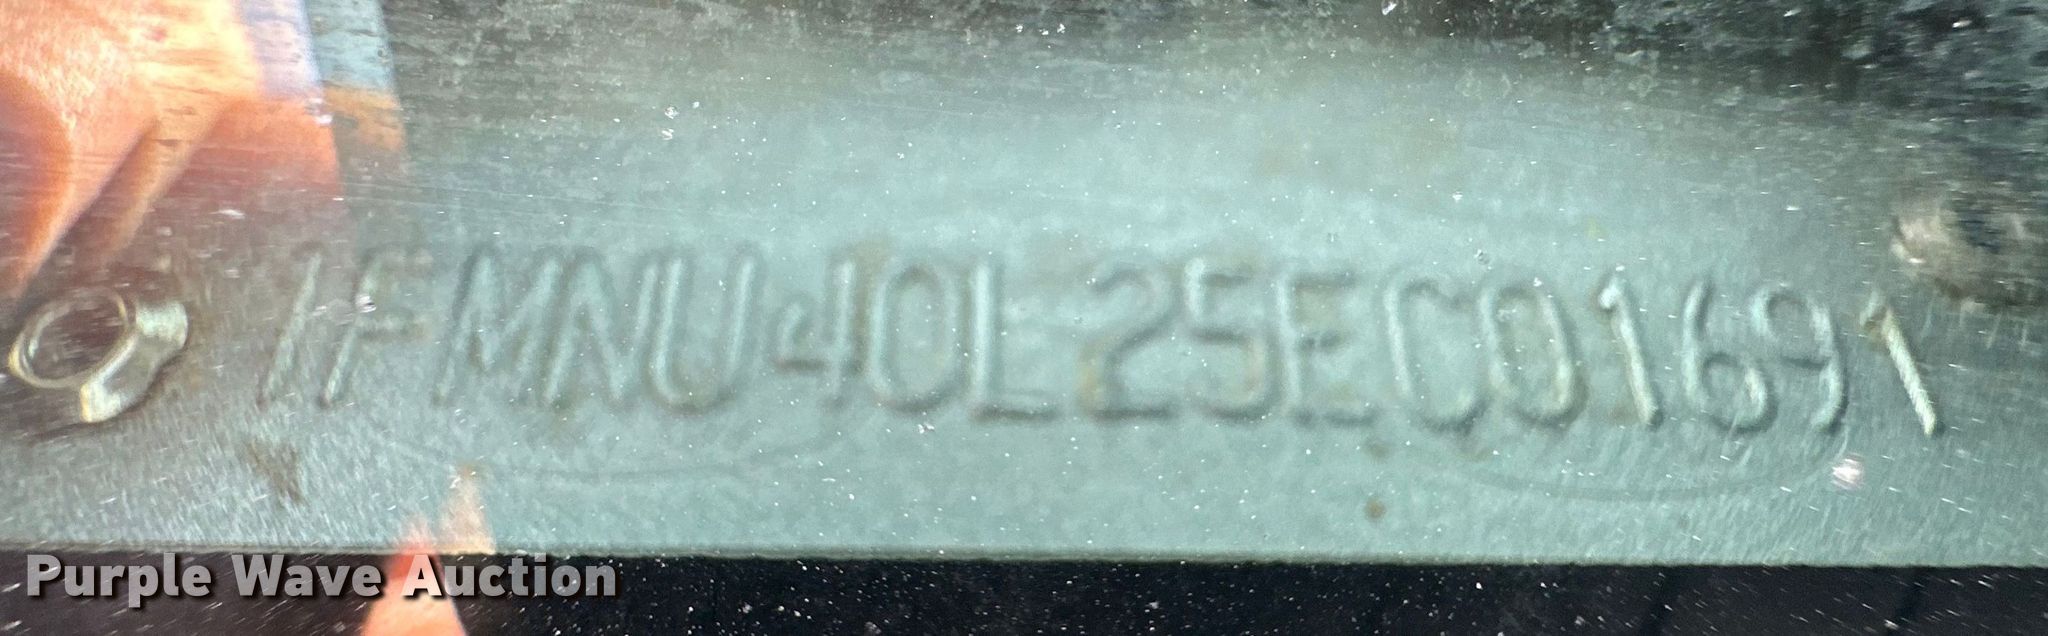 1FMNU40L25EC01691
Purple Wave Auction